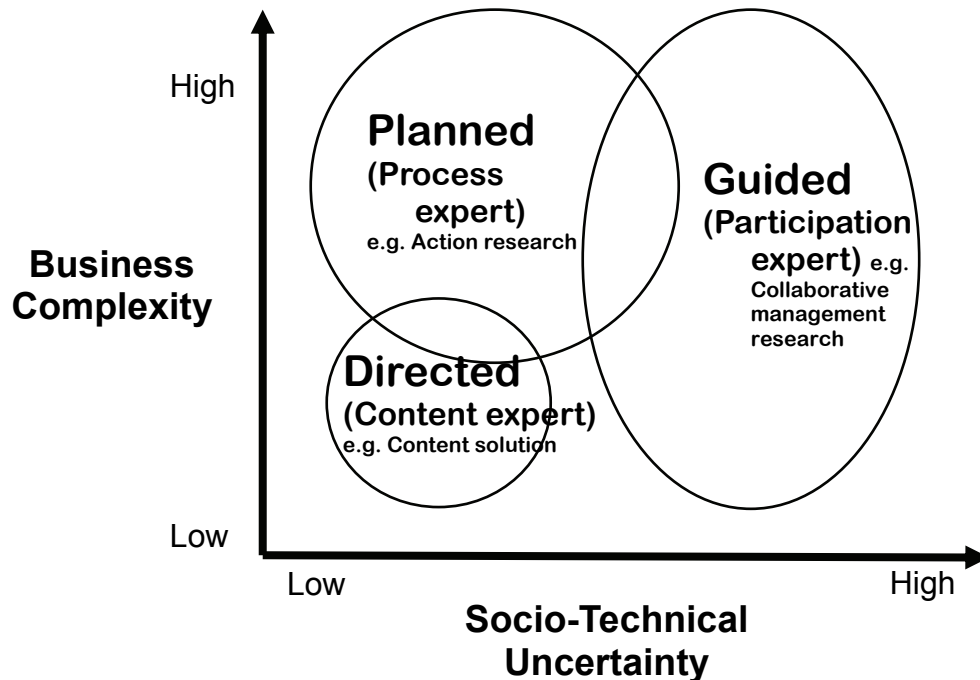 High
Planned
(Process
expert)
e.g. Action research
Guided
(Participation
expert) e.g.
Collaborative
management
research
Business
Complexity
Directed
(Content expert)
e.g. Content solution
Low
Low
High
Socio-Technical
Uncertainty